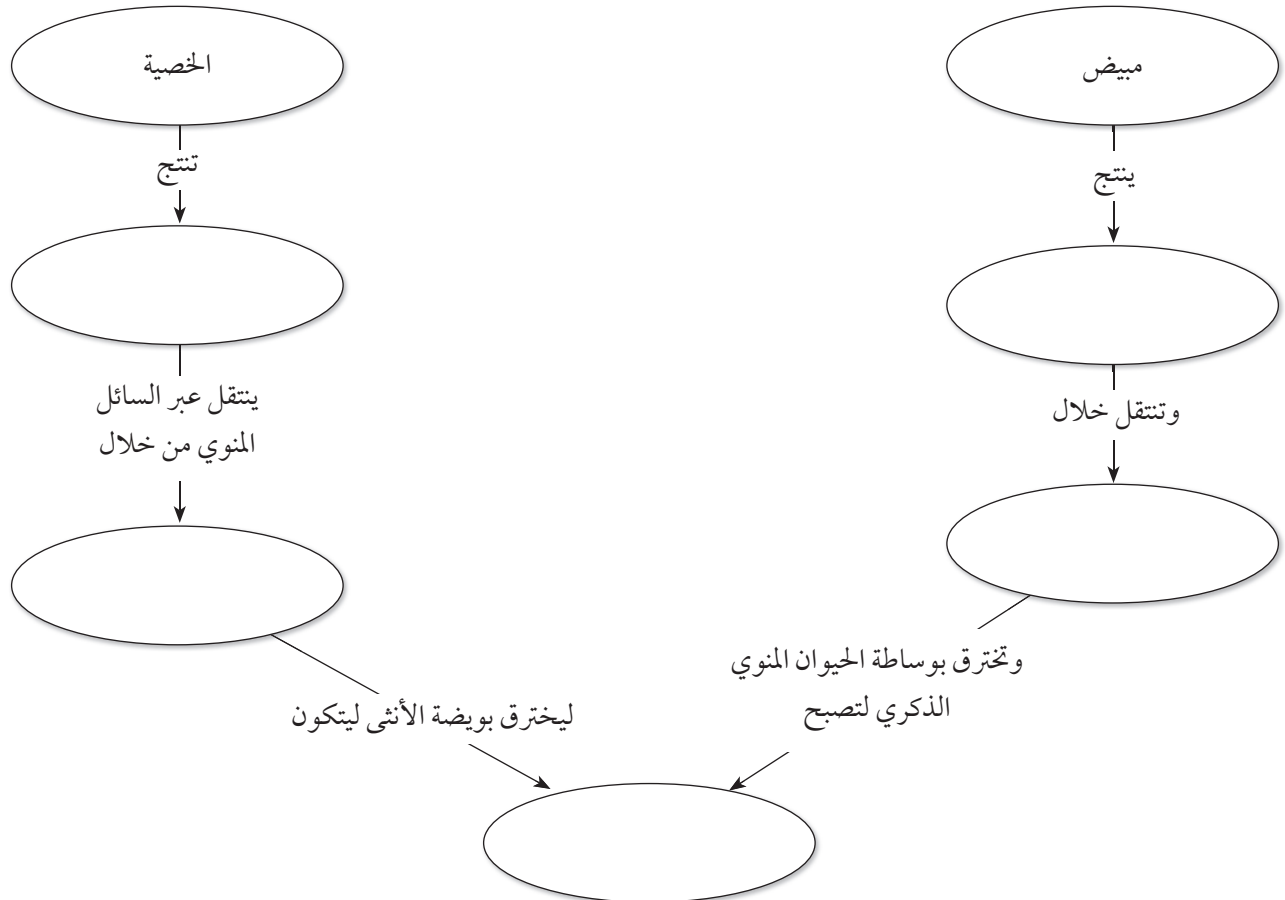 مبيض
الخصية
ينتج
تنتج
وتنتقل خلال
ينتقل عبر السائل
المنوي من خلال
وتخترق بوساطة الحيوان المنوي
الذكري لتصبح
ليخترق بويضة الأنثى ليتكون